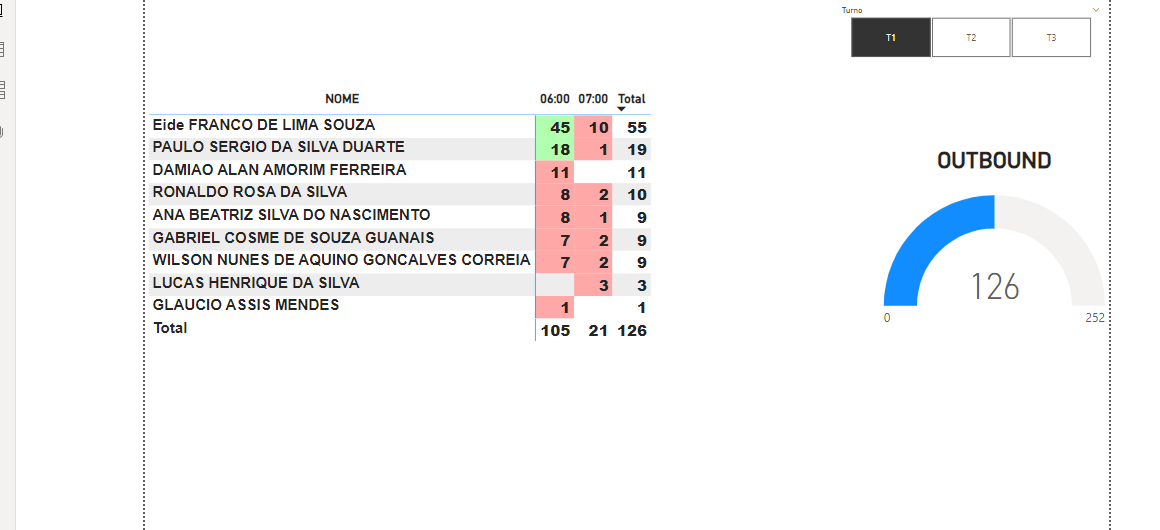 Turno
T1 T2 T3
NOME 06:00 07:00 Total
Eide FRANCO DE LIMA SOUZA 45 10 55
PAULO SERGIO DA SILVA DUARTE 18 1 19
DAMIAO ALAN AMORIM FERREIRA 11 11
RONALDO ROSA DA SILVA 8 2 10
ANA BEATRIZ SILVA DO NASCIMENTO 8 1 9
GABRIEL COSME DE SOUZA GUANAIS 7 2 9
WILSON NUNES DE AQUINO GONCALVES CORREIA 7 2 9
LUCAS HENRIQUE DA SILVA 3 3
GLAUCIO ASSIS MENDES 1 1
Total 105 21 126
OUTBOUND
126
0 252